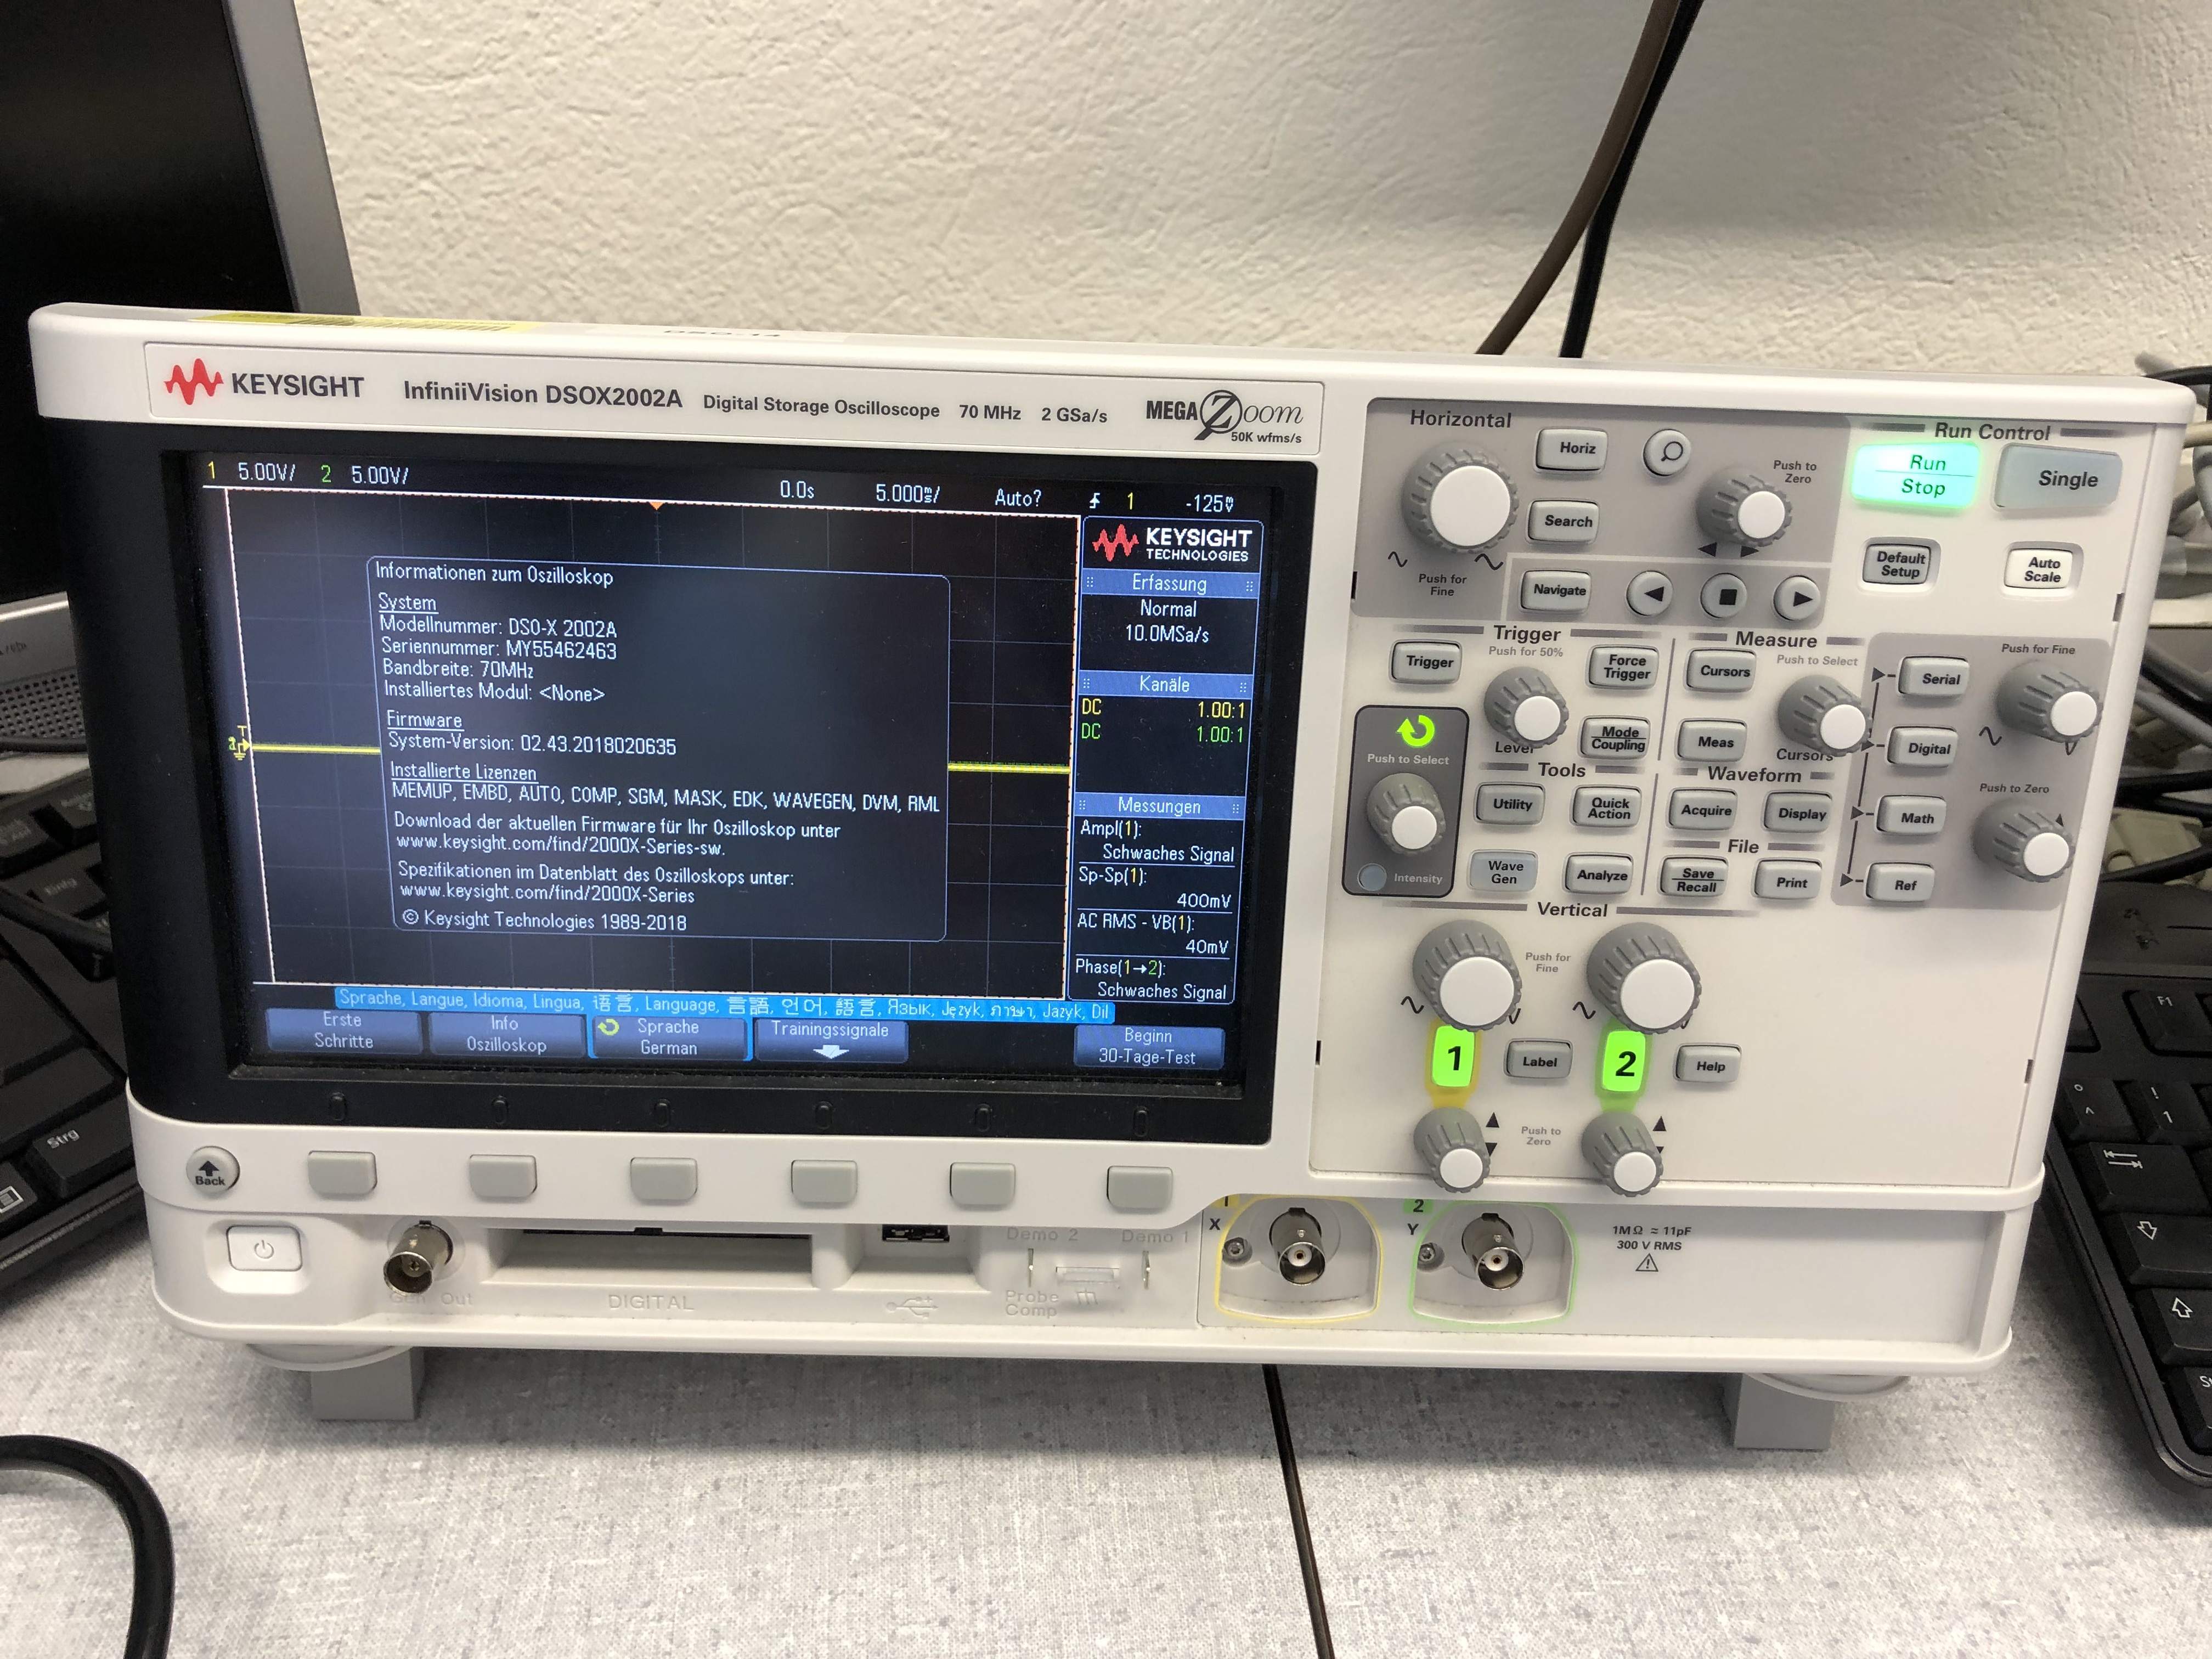 KEYSIGHT InfiniiVision DSOX2002A Digital Storage Oscilloscope 70 MHz 2 GSa/s MEGA Zoom
50K wfms/s
1 5.00V/ 2 5.00V/ 0.0s 5.000ms/ Auto? 1 -125mV
Informationen zum Oszilloskop
System
Modellnummer: DSO-X 2002A
Seriennummer: MY55462463
Bandbreite: 70MHz
Installiertes Modul: <None>
Firmware
System-Version: 02.43.2018020635
Installierte Lizenzen
MEMUP, EMBD, AUTO, COMP, SGM, MASK, EDK, WAVEGEN, DVM, RML
Download der aktuellen Firmware für Ihr Oszilloskop unter
www.keysight.com/find/2000X-Series-sw.
Spezifikationen im Datenblatt des Oszilloskops unter:
www.keysight.com/find/2000X-Series
© Keysight Technologies 1989-2018
T
KEYSIGHT
TECHNOLOGIES
Erfassung
Normal
10.0MSa/s
Kanäle
DC 1.00:1
DC 1.00:1
Messungen
Ampl(1):
Schwaches Signal
Sp-Sp(1):
400mV
AC RMS - VB(1):
40mV
Phase(1→2):
Schwaches Signal
Sprache, Langue, Idioma, Lingua, 语言, Language, 言語, 언어, 語言, Язык, Język, ภาษา, Jazyk, Dil
Erste
Schritte
Info
Oszilloskop
Sprache
German
Trainingssignale
Beginn
30-Tage-Test
Back
Horizontal
Horiz
Push for
Fine
Search
Navigate
Push to
Zero
Run Control
Run
Stop
Single
Default
Setup
Auto
Scale
Trigger
Trigger
Push for 50%
Level
Force
Trigger
Mode
Coupling
Measure
Cursors
Push to Select
Meas
Cursors
Push to Select
Intensity
Tools
Utility
Quick
Action
Wave
Gen
Analyze
Waveform
Acquire
Display
File
Save
Recall
Print
Serial
Digital
Math
Ref
Push for Fine
Push to Zero
Vertical
Push for
Fine
1
Label
2
Help
Push to
Zero
Gen Out
DIGITAL
Demo 2
Demo 1
Probe
Comp
1
X
2
Y
1MΩ ≈ 11pF
300 V RMS
Strg
Einfg
F1